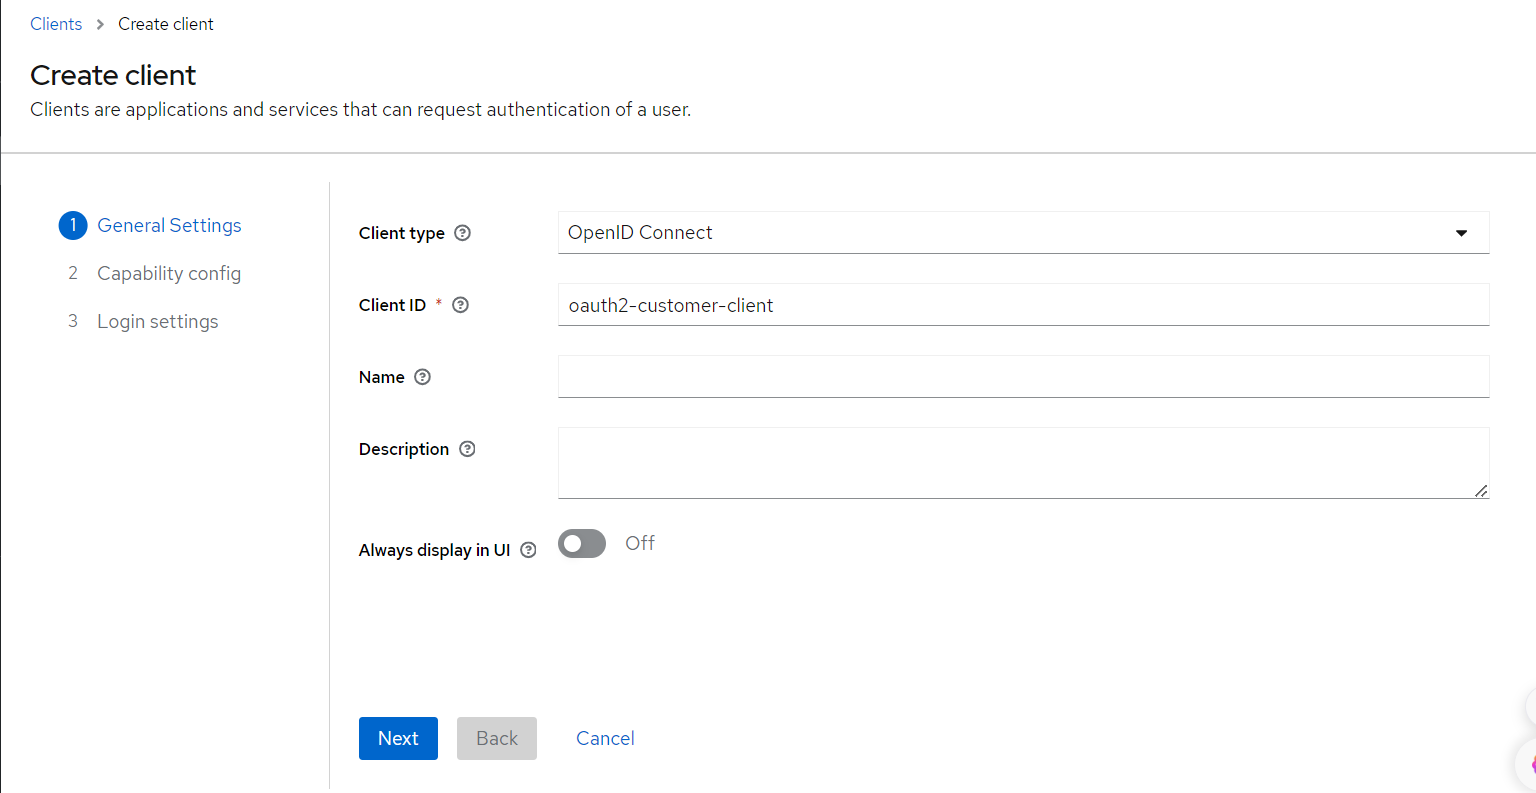 Clients > Create client
Create client
Clients are applications and services that can request authentication of a user.
1 General Settings
2 Capability config
3 Login settings
Client type
OpenID Connect
Client ID *
oauth2-customer-client
Name
Description
Always display in UI
Off
Next Back Cancel